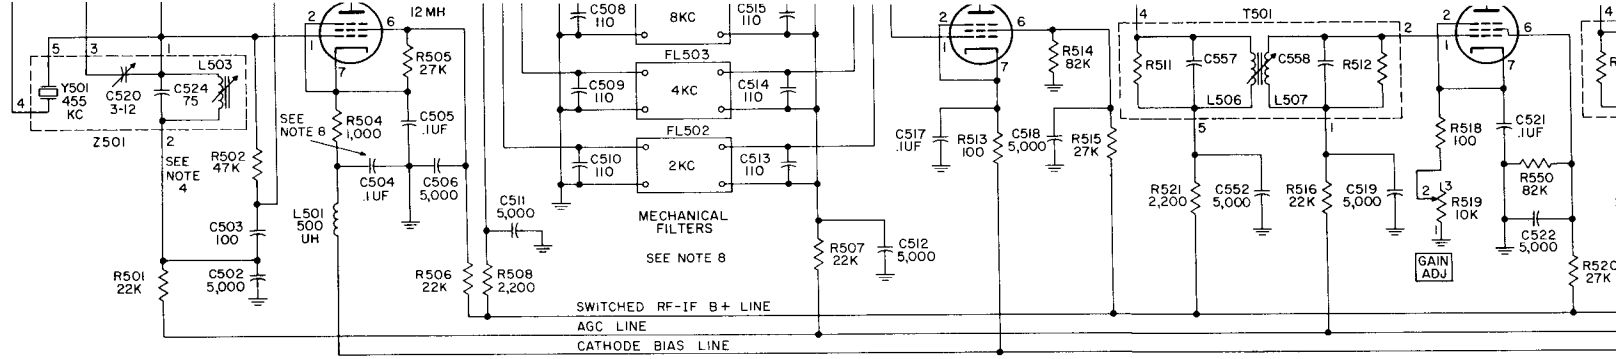 5
3
1
L503
Y501
455
KC
C520
3-12
C524
75
4
Z501
2
SEE
NOTE
4
R502
47K
C503
100
R501
22K
C502
5,000
2
6
1
7
12 MH
R505
27K
SEE
NOTE 8
R504
1,000
C505
.1UF
C504
.1UF
C506
5,000
L501
500
UH
R506
22K
R508
2,200
C511
5,000
C508
110
8KC
C515
110
FL503
C509
110
4KC
C514
110
FL502
C510
110
2KC
C513
110
MECHANICAL
FILTERS
SEE NOTE 8
R507
22K
C512
5,000
SWITCHED RF-IF B+ LINE
AGC LINE
CATHODE BIAS LINE
2
6
1
7
R514
82K
C517
.1UF
R513
100
C518
5,000
R515
27K
4
T501
2
R511
C557
C558
R512
L506
L507
5
1
R521
2,200
C552
5,000
R516
22K
C519
5,000
2
6
1
7
R518
100
C521
.1UF
R550
82K
2
3
R519
10K
1
C522
5,000
GAIN
ADJ
R520
27K
4
R